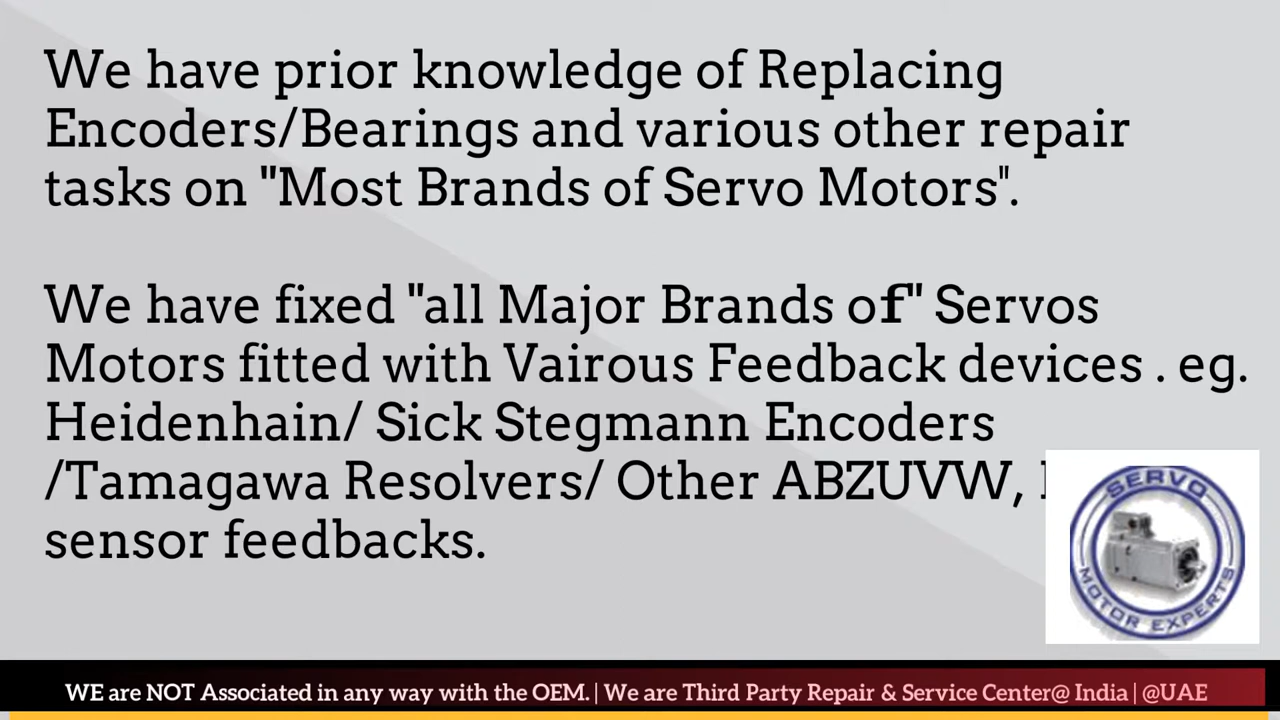 We have prior knowledge of Replacing
Encoders/Bearings and various other repair
tasks on "Most Brands of Servo Motors".
We have fixed "all Major Brands of" Servos
Motors fitted with Vairous Feedback devices . eg.
Heidenhain/ Sick Stegmann Encoders
/Tamagawa Resolvers/ Other ABZUVW,
sensor feedbacks.
SERVO
MOTOR EXPERTS
WE are NOT Associated in any way with the OEM. | We are Third Party Repair & Service Center@ India | @UAE